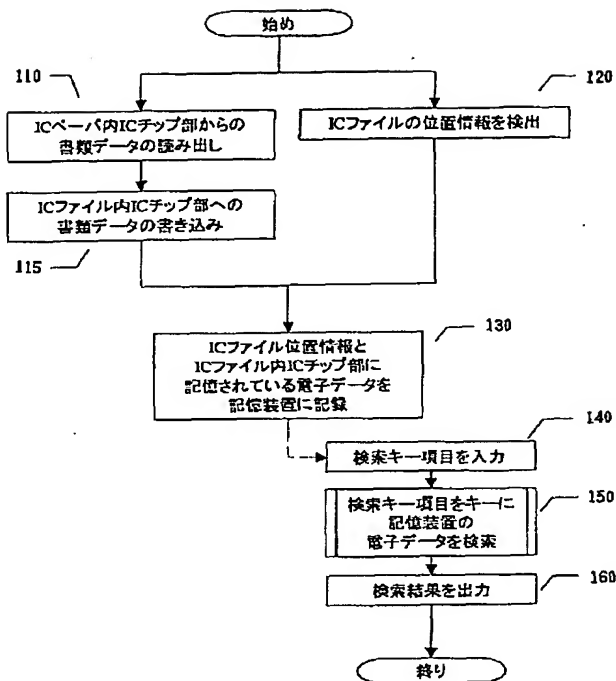 始め
110
120
ICペーパ内ICチップ部からの
書類データの読み出し
ICファイルの位置情報を検出
ICファイル内ICチップ部への
書類データの書き込み
115
130
ICファイル位置情報と
ICファイル内ICチップ部に
記位されている電子データを
記憶装置に記録
140
検索キー項目を入力
検索キー項目をキーに
記憶装置の
電子データを検索
150
検索結果を出力
160
終り